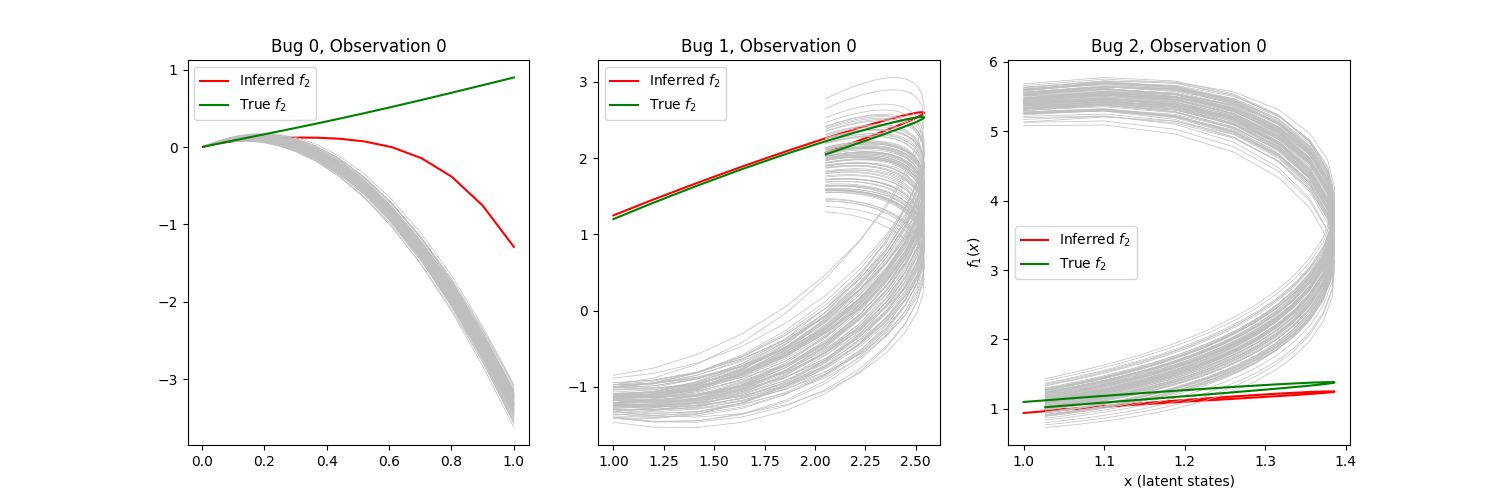 Bug 0, Observation 0
Inferred f₂
True f₂
1
0
−1
−2
−3
0.0 0.2 0.4 0.6 0.8 1.0
Bug 1, Observation 0
Inferred f₂
True f₂
3
2
1
0
−1
1.00 1.25 1.50 1.75 2.00 2.25 2.50
Bug 2, Observation 0
Inferred f₂
True f₂
6
5
4
3
2
1
f₁(x)
1.0 1.1 1.2 1.3 1.4
x (latent states)